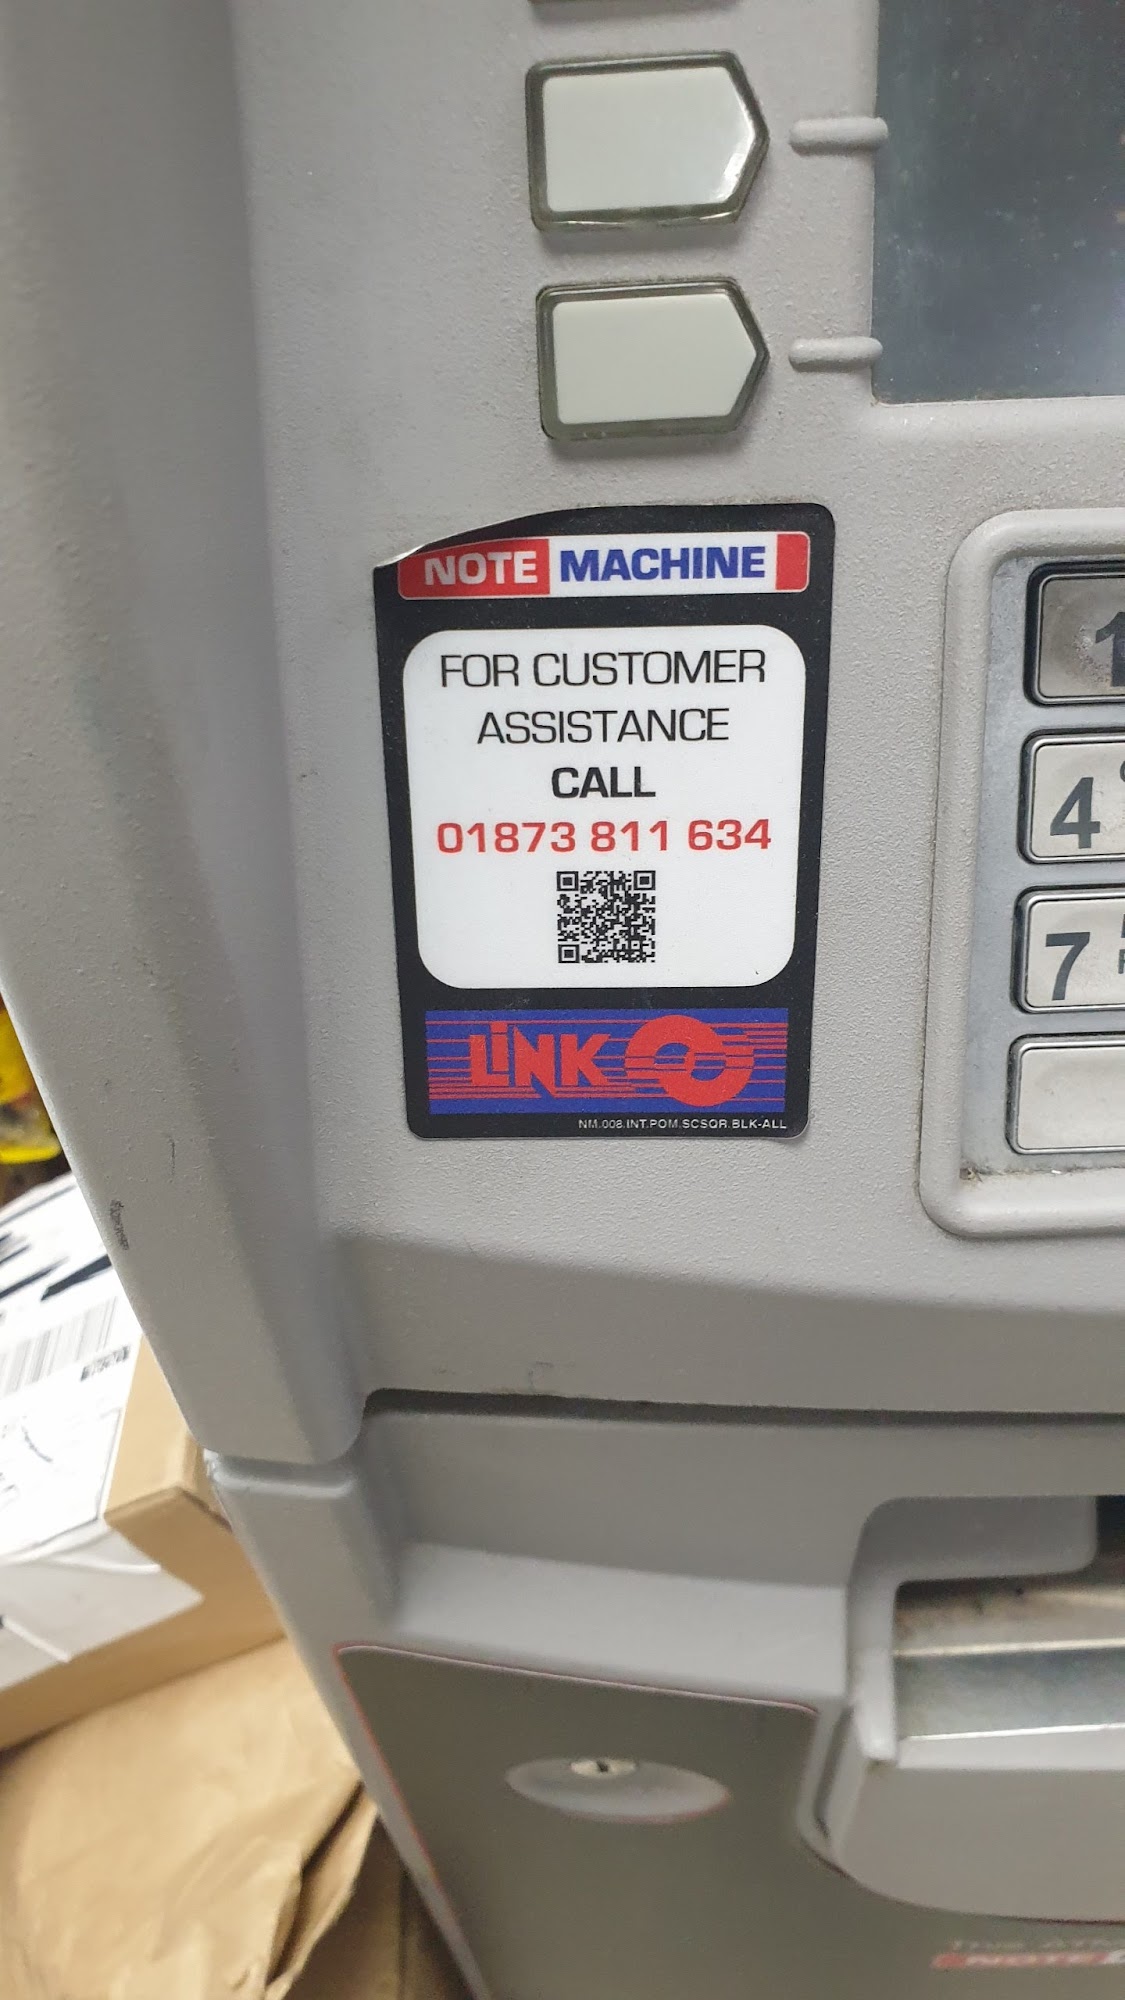 NOTE MACHINE
FOR CUSTOMER
ASSISTANCE
CALL
01873 811 634
LiNK
NM.008.INT.POM.SCSQR.BLK-ALL
1
4
7